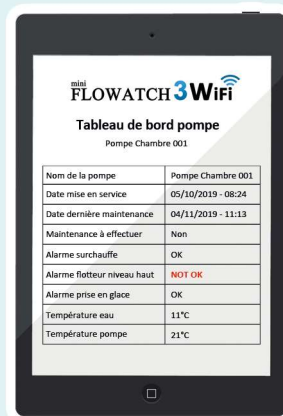 mini
FLOWATCH 3 WiFi
Tableau de bord pompe
Pompe Chambre 001
Nom de la pompe Pompe Chambre 001
Date mise en service 05/10/2019 - 08:24
Date dernière maintenance 04/11/2019 - 11:13
Maintenance à effectuer Non
Alarme surchauffe OK
Alarme flotteur niveau haut NOT OK
Alarme prise en glace OK
Température eau 11°C
Température pompe 21°C